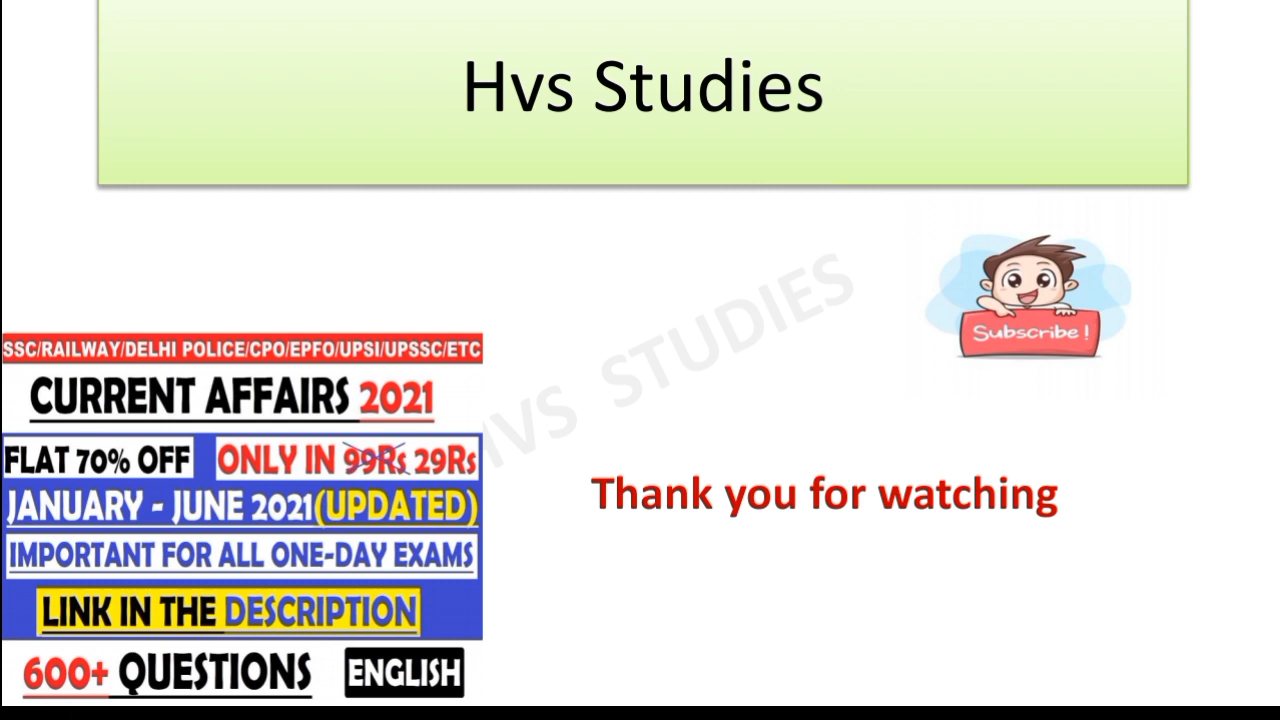 Hvs Studies
HVS STUDIES
Subscribe !
SSC/RAILWAY/DELHI POLICE/CPO/EPFO/UPSI/UPSSC/ETC
CURRENT AFFAIRS 2021
FLAT 70% OFF ONLY IN 99Rs 29Rs
JANUARY - JUNE 2021(UPDATED)
IMPORTANT FOR ALL ONE-DAY EXAMS
LINK IN THE DESCRIPTION
600+ QUESTIONS ENGLISH
Thank you for watching